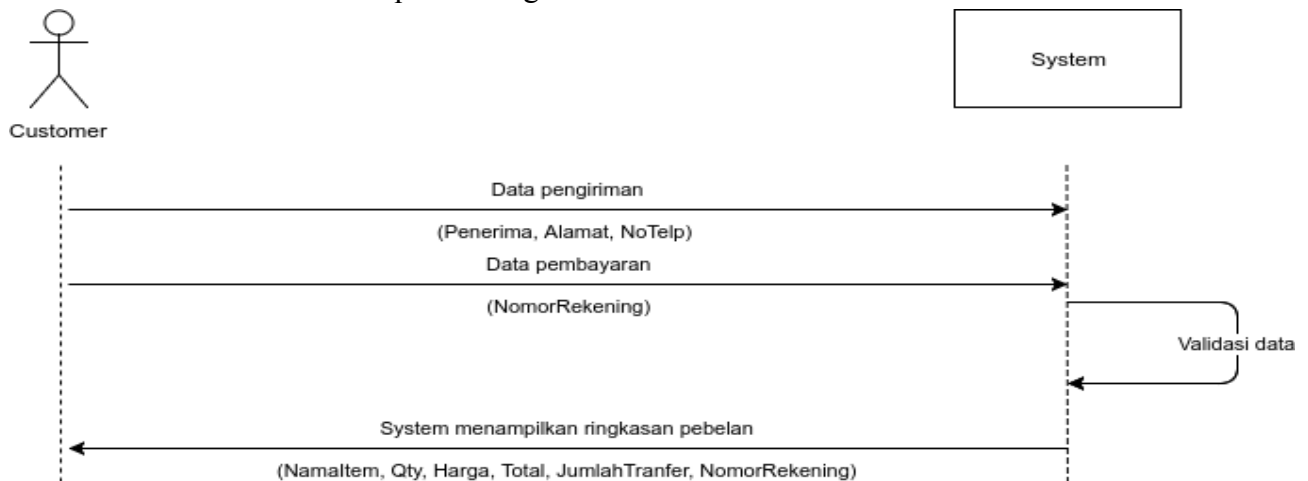 System
Customer
Data pengiriman
(Penerima, Alamat, NoTelp)
Data pembayaran
(NomorRekening)
Validasi data
System menampilkan ringkasan pebelan
(NamaItem, Qty, Harga, Total, JumlahTranfer, NomorRekening)